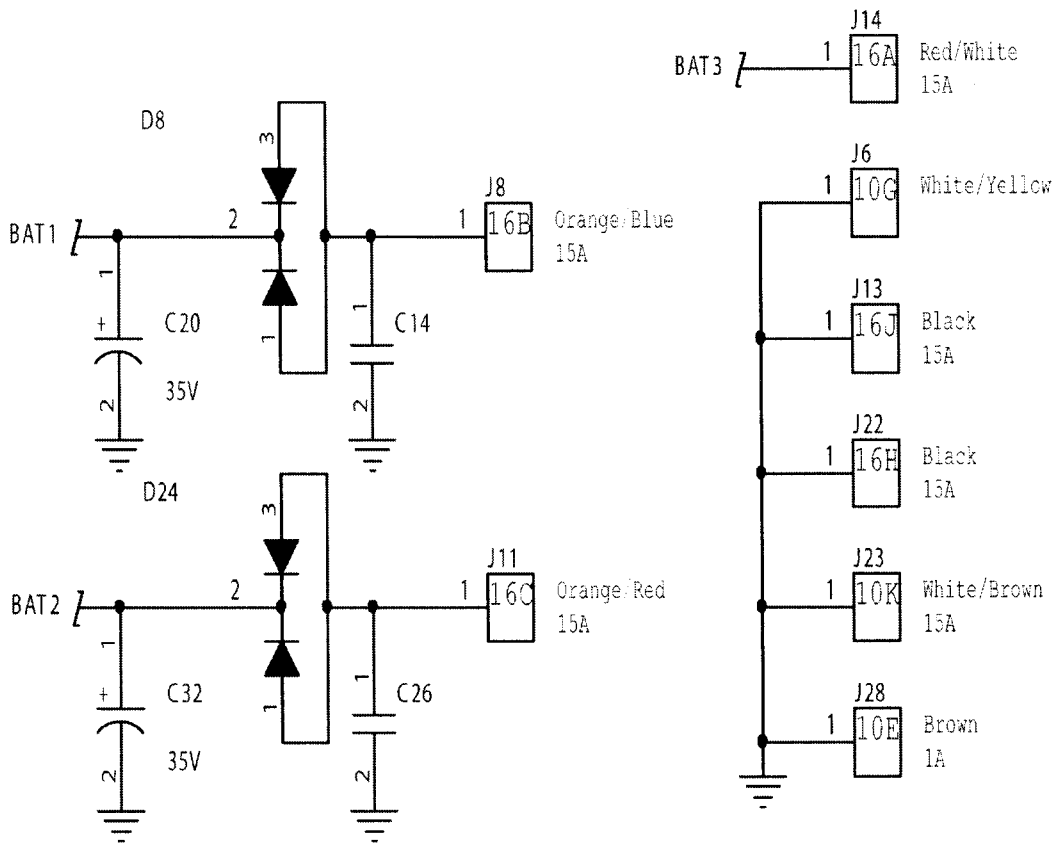 D8
3
BAT1
2
1
J8
16B
Orange/Blue
15A
1
+
C20
35V
2
1
1
C14
2
D24
3
BAT2
2
1
J11
16C
Orange/Red
15A
1
+
C32
35V
2
1
1
C26
2
BAT3
1
J14
16A
Red/White
15A
J6
1
10G
White/Yellow
J13
1
16J
Black
15A
J22
1
16H
Black
15A
J23
1
10K
White/Brown
15A
J28
1
10E
Brown
1A